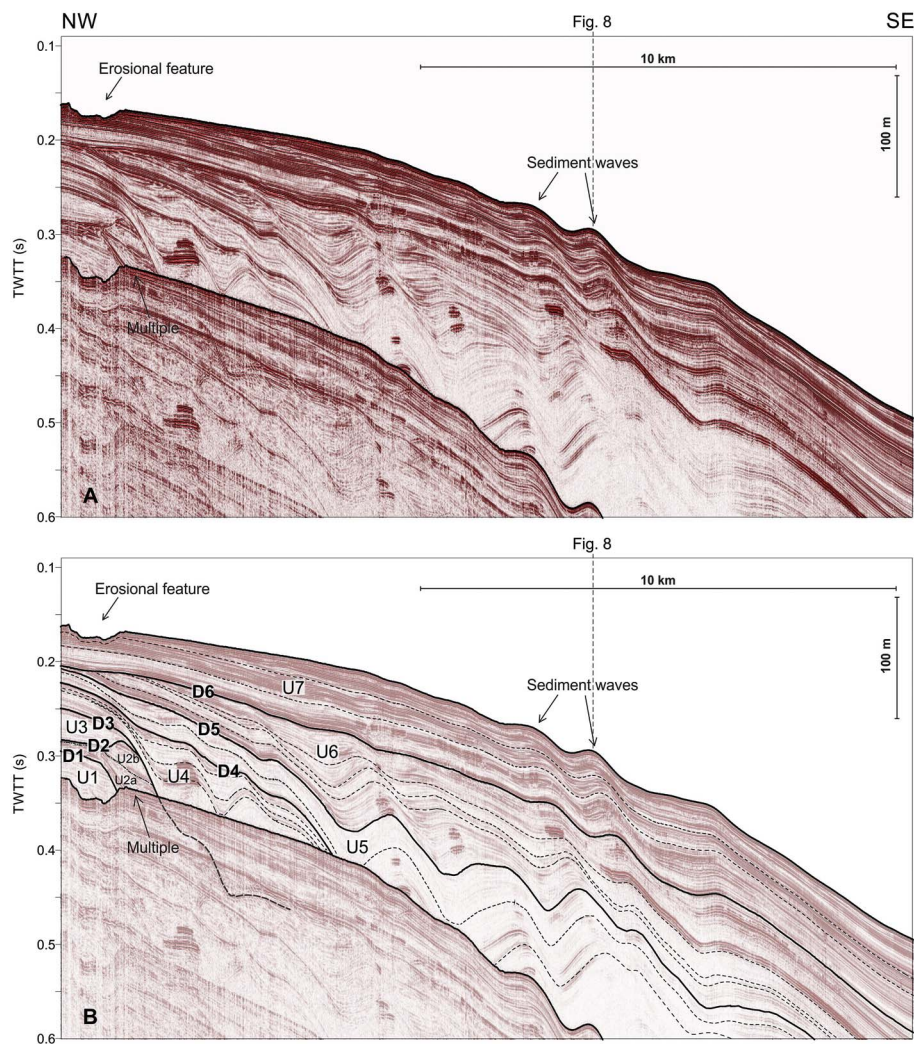 NW
Fig. 8
SE
0.1
0.2
0.3
0.4
0.5
0.6
TWTT (s)
Erosional feature
10 km
100 m
Sediment waves
Multiple
A
Fig. 8
0.1
0.2
0.3
0.4
0.5
0.6
TWTT (s)
Erosional feature
10 km
100 m
Sediment waves
D6
U7
D5
U6
U3
D3
D2
D1
U2b
U1
U2a
U4
D4
U5
Multiple
B